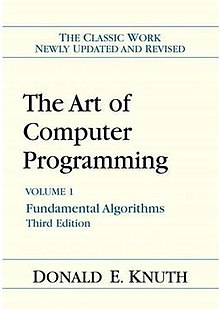 THE CLASSIC WORK
NEWLY UPDATED AND REVISED
The Art of
Computer
Programming
VOLUME 1
Fundamental Algorithms
Third Edition
DONALD E. KNUTH